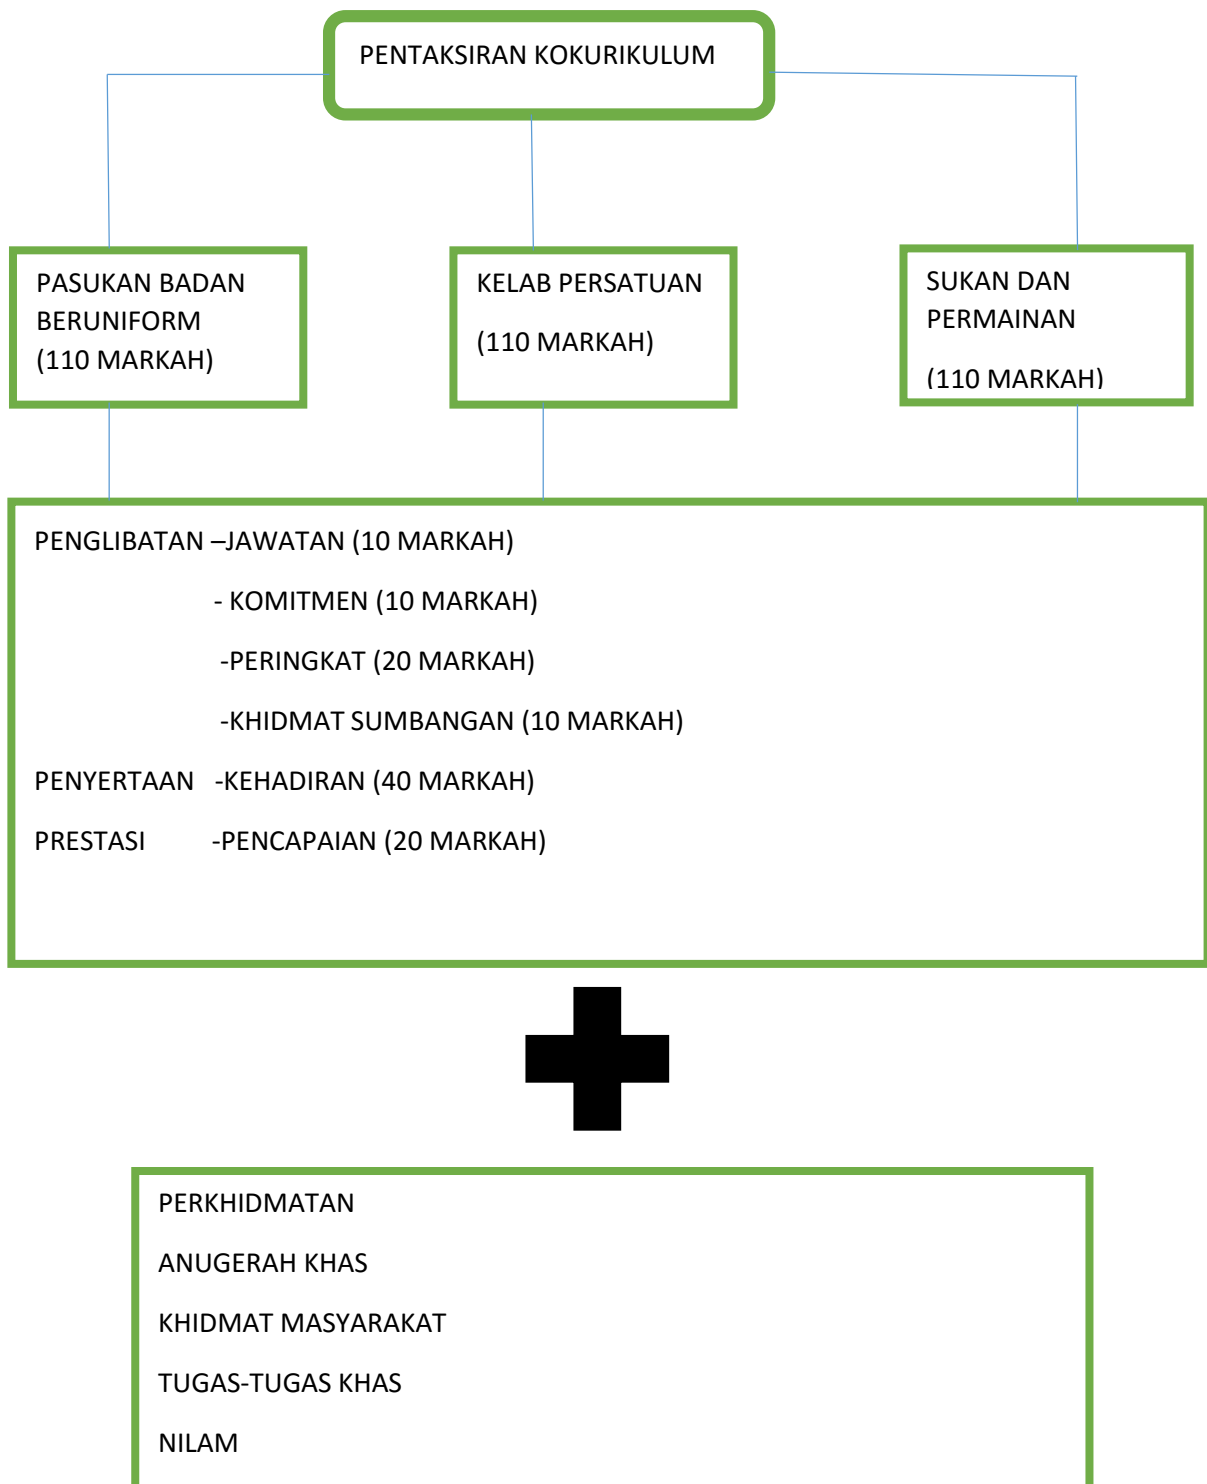 PENTAKSIRAN KOKURIKULUM
PASUKAN BADAN
BERUNIFORM
(110 MARKAH)
KELAB PERSATUAN
(110 MARKAH)
SUKAN DAN
PERMAINAN
(110 MARKAH)
PENGLIBATAN –JAWATAN (10 MARKAH)
- KOMITMEN (10 MARKAH)
-PERINGKAT (20 MARKAH)
-KHIDMAT SUMBANGAN (10 MARKAH)
PENYERTAAN -KEHADIRAN (40 MARKAH)
PRESTASI -PENCAPAIAN (20 MARKAH)
PERKHIDMATAN
ANUGERAH KHAS
KHIDMAT MASYARAKAT
TUGAS-TUGAS KHAS
NILAM